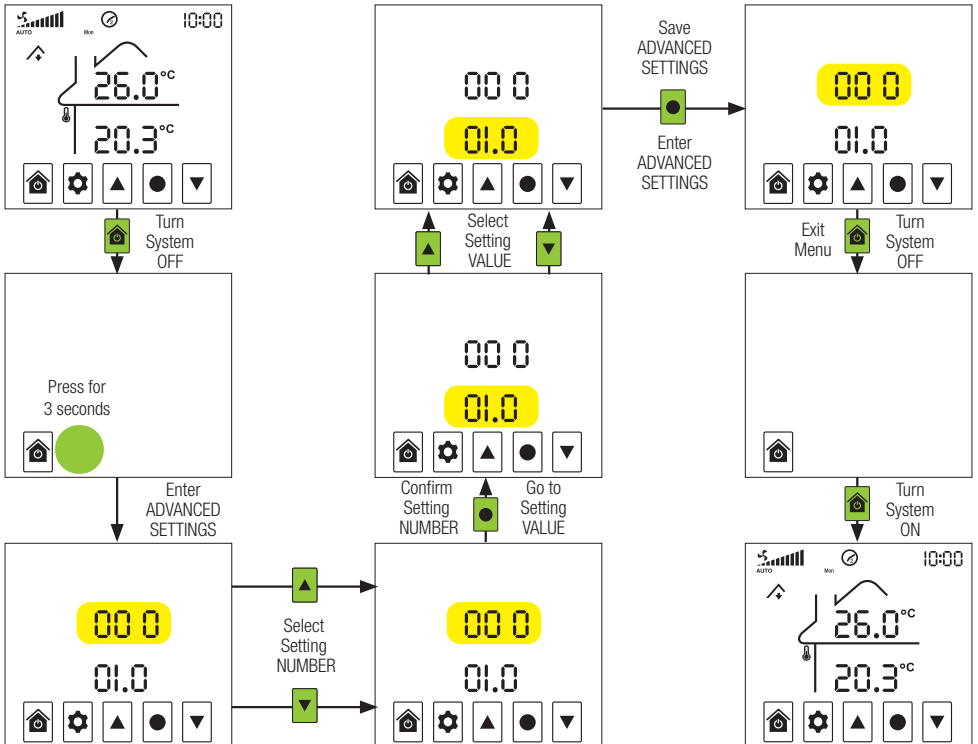 AUTO
Mon
10:00
26.0°C
20.3°C
Turn
System
OFF
Press for
3 seconds
Enter
ADVANCED
SETTINGS
00 0
01.0
Select
Setting
NUMBER
00 0
01.0
Confirm
Setting
NUMBER
Go to
Setting
VALUE
00 0
01.0
Select
Setting
VALUE
00 0
01.0
Save
ADVANCED
SETTINGS
Enter
ADVANCED
SETTINGS
00 0
01.0
Exit
Menu
Turn
System
OFF
Turn
System
ON
AUTO
Mon
10:00
26.0°C
20.3°C